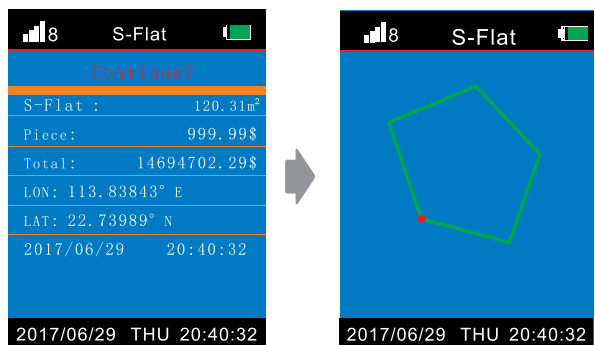 8 S-Flat
Continue?
S-Flat : 120.31m²
Piece: 999.99$
Total: 14694702.29$
LON: 113.83843° E
LAT: 22.73989° N
2017/06/29 20:40:32
2017/06/29 THU 20:40:32
8 S-Flat
2017/06/29 THU 20:40:32